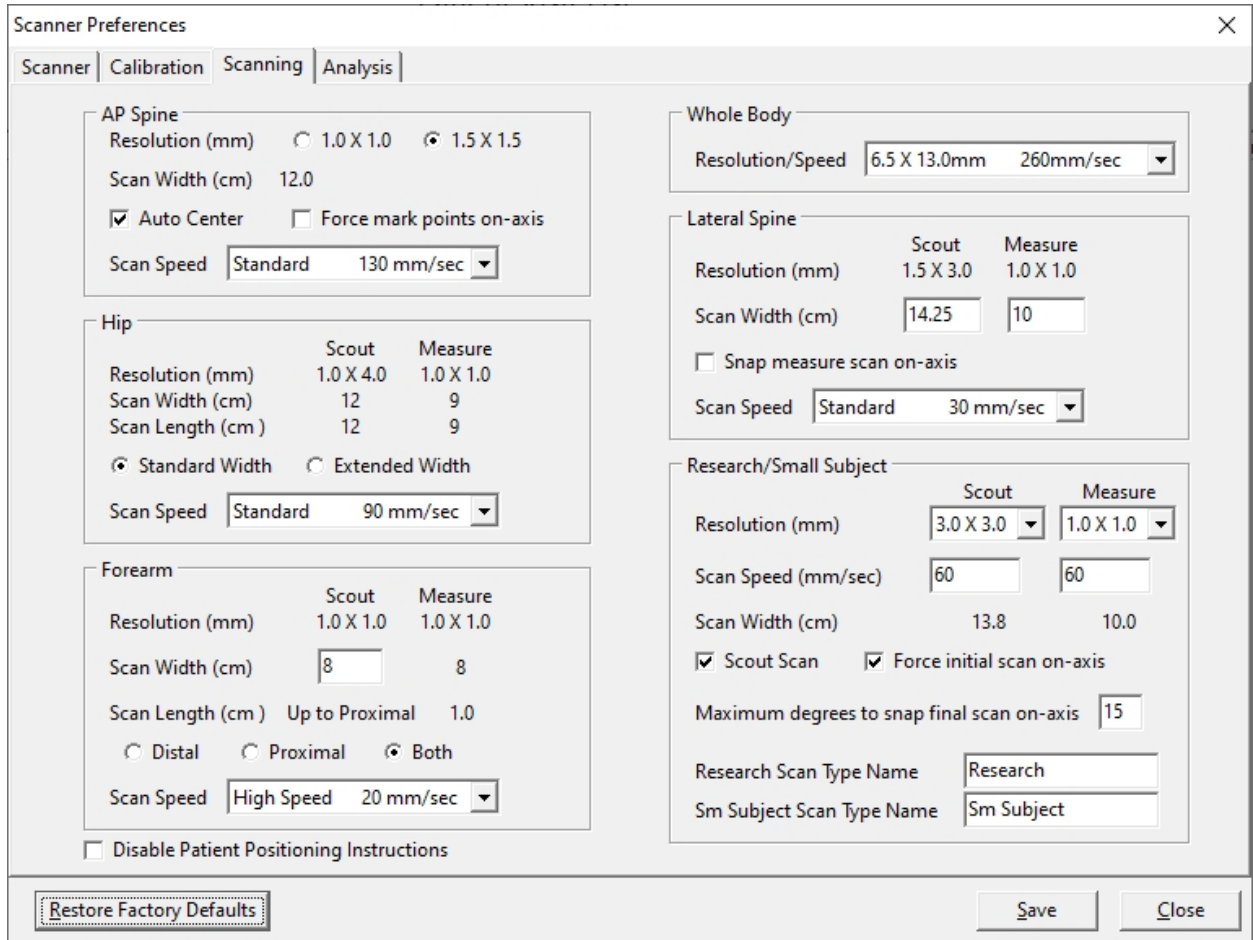 Scanner Preferences
Scanner Calibration Scanning Analysis
AP Spine
Resolution (mm) 1.0 X 1.0 1.5 X 1.5
Scan Width (cm) 12.0
Auto Center Force mark points on-axis
Scan Speed Standard 130 mm/sec
Hip
Scout Measure
Resolution (mm) 1.0 X 4.0 1.0 X 1.0
Scan Width (cm) 12 9
Scan Length (cm ) 12 9
Standard Width Extended Width
Scan Speed Standard 90 mm/sec
Forearm
Scout Measure
Resolution (mm) 1.0 X 1.0 1.0 X 1.0
Scan Width (cm) 8 8
Scan Length (cm ) Up to Proximal 1.0
Distal Proximal Both
Scan Speed High Speed 20 mm/sec
Disable Patient Positioning Instructions
Whole Body
Resolution/Speed 6.5 X 13.0mm 260mm/sec
Lateral Spine
Scout Measure
Resolution (mm) 1.5 X 3.0 1.0 X 1.0
Scan Width (cm) 14.25 10
Snap measure scan on-axis
Scan Speed Standard 30 mm/sec
Research/Small Subject
Scout Measure
Resolution (mm) 3.0 X 3.0 1.0 X 1.0
Scan Speed (mm/sec) 60 60
Scan Width (cm) 13.8 10.0
Scout Scan Force initial scan on-axis
Maximum degrees to snap final scan on-axis 15
Research Scan Type Name Research
Sm Subject Scan Type Name Sm Subject
Restore Factory Defaults Save Close